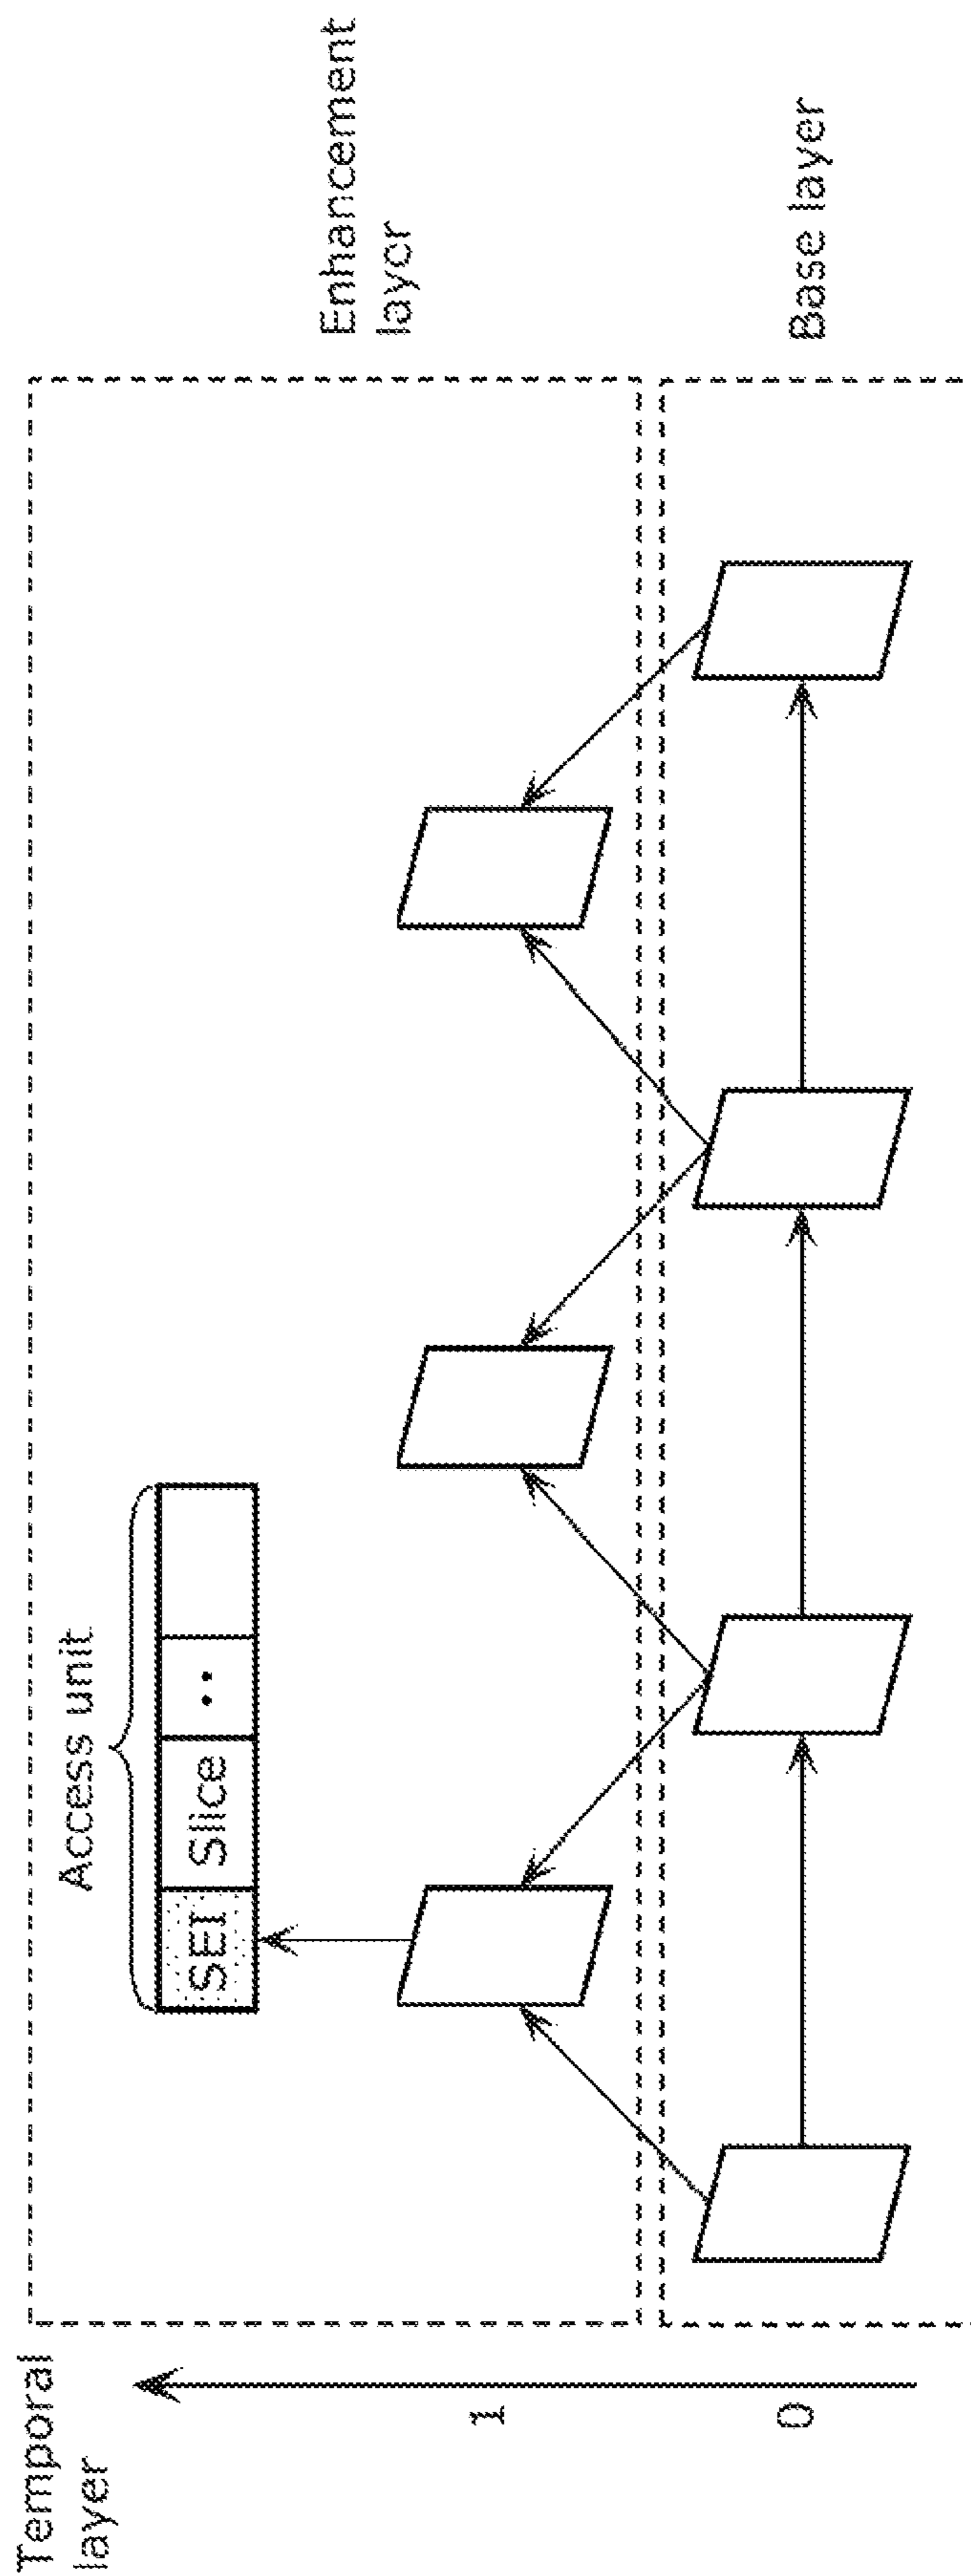 Temporal
layer
1
0
Access unit
SEI
Slice
..
Enhancement
layer
Base layer